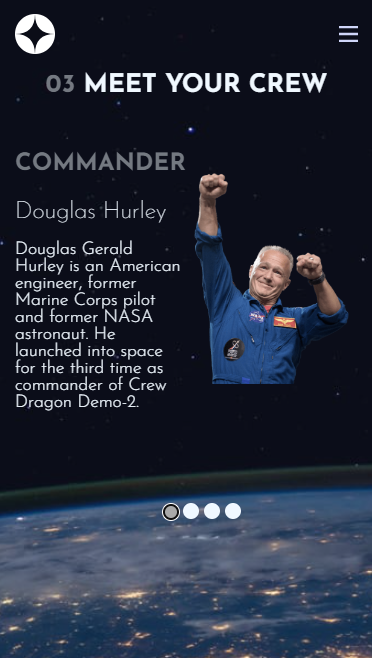 03 MEET YOUR CREW
COMMANDER
Douglas Hurley
Douglas Gerald
Hurley is an American
engineer, former
Marine Corps pilot
and former NASA
astronaut. He
launched into space
for the third time as
commander of Crew
Dragon Demo-2.